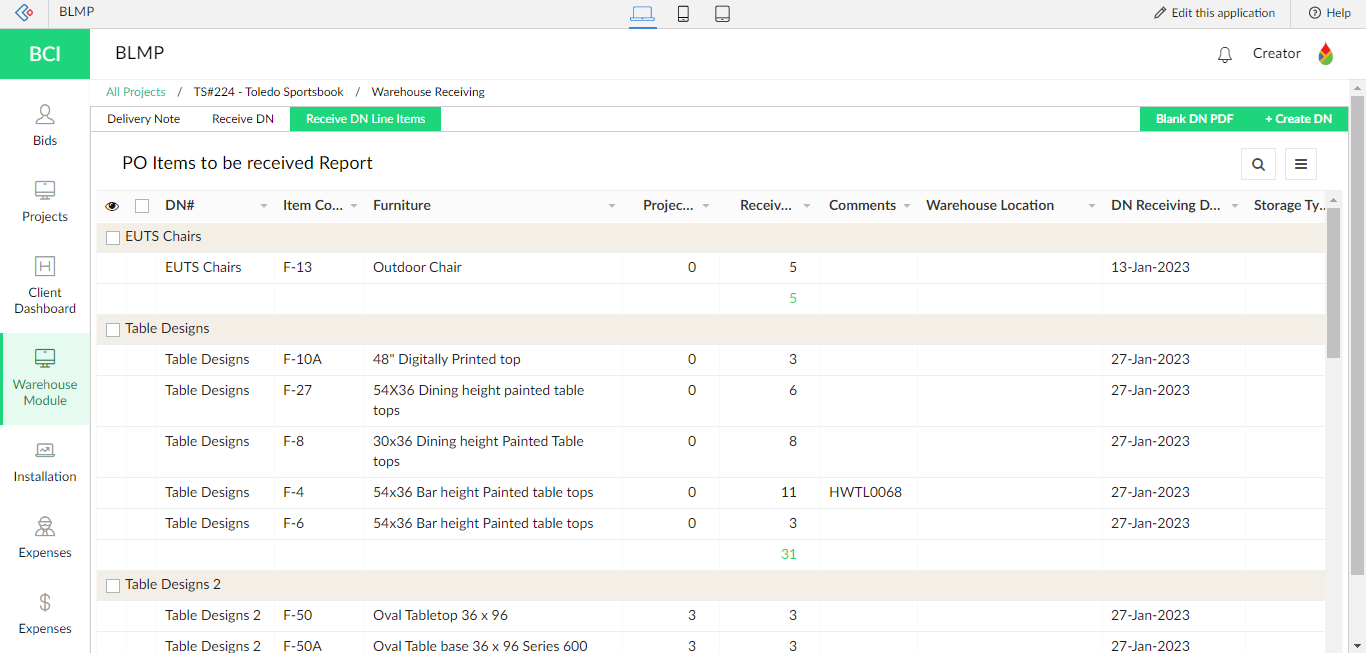 BLMP
Edit this application
Help
BCI
BLMP
Creator
All Projects / TS#224 - Toledo Sportsbook / Warehouse Receiving
Delivery Note Receive DN Receive DN Line Items Blank DN PDF + Create DN
Bids
Projects
Client
Dashboard
Warehouse
Module
Installation
Expenses
Expenses
PO Items to be received Report
DN# Item Co... Furniture Projec... Receiv... Comments Warehouse Location DN Receiving D... Storage Ty...
EUTS Chairs
EUTS Chairs F-13 Outdoor Chair 0 5 13-Jan-2023
5
Table Designs
Table Designs F-10A 48" Digitally Printed top 0 3 27-Jan-2023
Table Designs F-27 54X36 Dining height painted table 0 6 27-Jan-2023
tops
Table Designs F-8 30x36 Dining height Painted Table 0 8 27-Jan-2023
tops
Table Designs F-4 54x36 Bar height Painted table tops 0 11 HWTL0068 27-Jan-2023
Table Designs F-6 54x36 Bar height Painted table tops 0 3 27-Jan-2023
31
Table Designs 2
Table Designs 2 F-50 Oval Tabletop 36 x 96 3 3 27-Jan-2023
Table Designs 2 F-50A Oval Table base 36 x 96 Series 600 3 3 27-Jan-2023